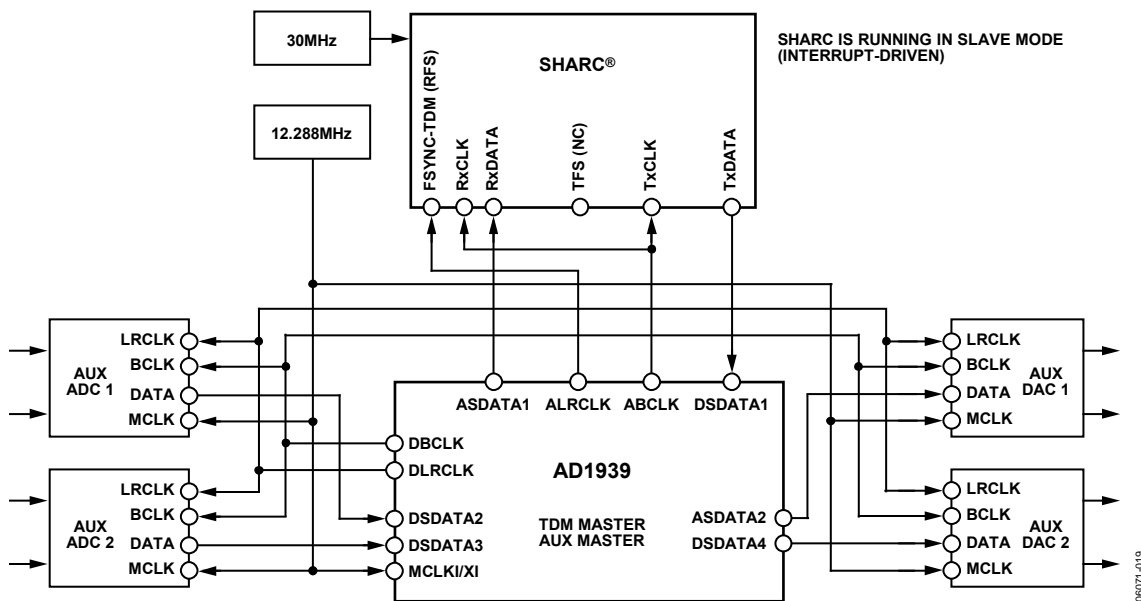 30MHz
SHARC®
SHARC IS RUNNING IN SLAVE MODE
(INTERRUPT-DRIVEN)
12.288MHz
FSYNC-TDM (RFS)
RxCLK
RxDATA
TFS (NC)
TxCLK
TxDATA
AUX
ADC 1
LRCLK
BCLK
DATA
MCLK
AUX
ADC 2
LRCLK
BCLK
DATA
MCLK
ASDATA1
ALRCLK
ABCLK
DSDATA1
DBCLK
DLRCLK
DSDATA2
DSDATA3
MCLKI/XI
AD1939
TDM MASTER
AUX MASTER
ASDATA2
DSDATA4
LRCLK
BCLK
DATA
MCLK
AUX
DAC 1
LRCLK
BCLK
DATA
MCLK
AUX
DAC 2
06071-019